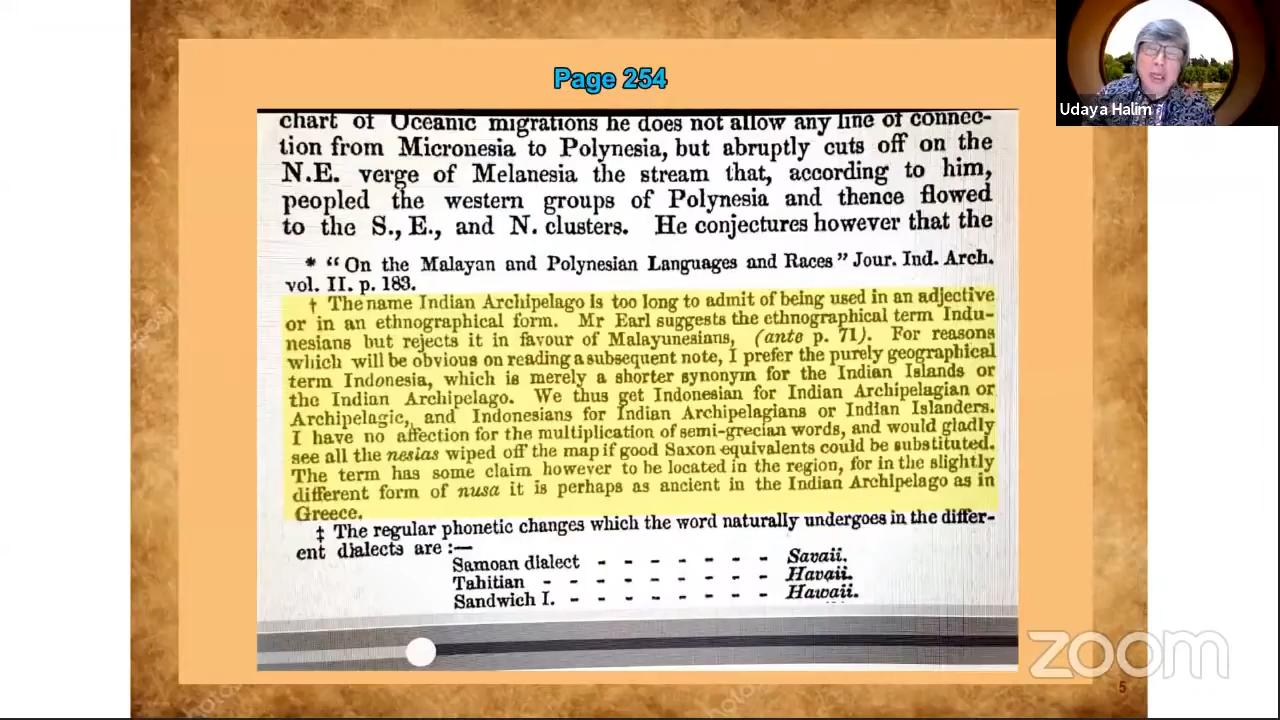 Page 254
Udaya Halim
chart of Oceanic migrations he does not allow any line of connec-
tion from Micronesia to Polynesia, but abruptly cuts off on the
N.E. verge of Melanesia the stream that, according to him,
peopled the western groups of Polynesia and thence flowed
to the S., E., and N. clusters. He conjectures however that the
* "On the Malayan and Polynesian Languages and Races" Jour. Ind. Arch.
vol. II. p. 183.
† The name Indian Archipelago is too long to admit of being used in an adjective
or in an ethnographical form. Mr Earl suggests the ethnographical term Indu-
nesians but rejects it in favour of Malayunesians, (ante p. 71). For reasons
which will be obvious on reading a subsequent note, I prefer the purely geographical
term Indonesia, which is merely a shorter synonym for the Indian Islands or
the Indian Archipelago. We thus get Indonesian for Indian Archipelagian or
Archipelagic, and Indonesians for Indian Archipelagians or Indian Islanders.
I have no affection for the multiplication of semi-grecian words, and would gladly
see all the nesias wiped off the map if good Saxon equivalents could be substituted.
The term has some claim however to be located in the region, for in the slightly
different form of nusa it is perhaps as ancient in the Indian Archipelago as in
Greece.
‡ The regular phonetic changes which the word naturally undergoes in the differ-
ent dialects are :—
Samoan dialect - - - - - - - Savaii.
Tahitian - - - - - - - - Havaii.
Sandwich I. - - - - - - - - Hawaii.
zoom
5